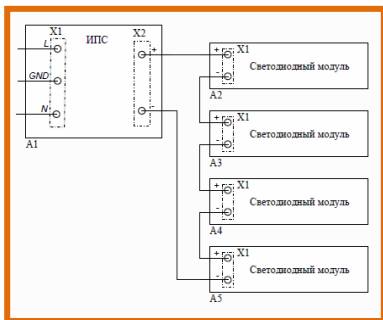 X1 ИПС X2
L
GND
N
+
-
A1
+ X1
- Светодиодный модуль
A2
+ X1
- Светодиодный модуль
A3
+ X1
- Светодиодный модуль
A4
+ X1
- Светодиодный модуль
A5